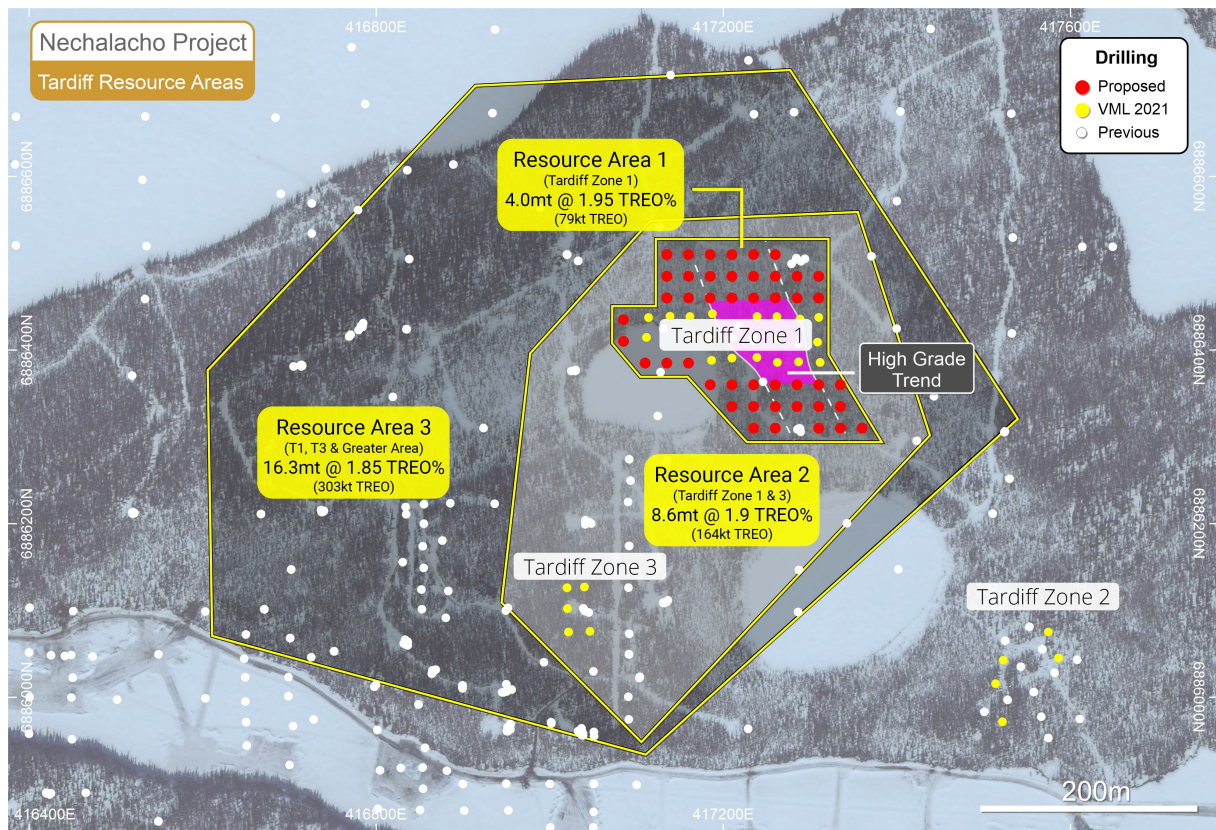 Nechalacho Project
Tardiff Resource Areas
416800E
417200E
417600E
Drilling
Proposed
VML 2021
Previous
6886600N
6886600N
Resource Area 1
(Tardiff Zone 1)
4.0mt @ 1.95 TREO%
(79kt TREO)
Tardiff Zone 1
6886400N
6886400N
High Grade
Trend
Resource Area 3
(T1, T3 & Greater Area)
16.3mt @ 1.85 TREO%
(303kt TREO)
Resource Area 2
(Tardiff Zone 1 & 3)
8.6mt @ 1.9 TREO%
(164kt TREO)
6886200N
6886200N
Tardiff Zone 3
Tardiff Zone 2
6886000N
6886000N
200m
416400E
416800E
417200E